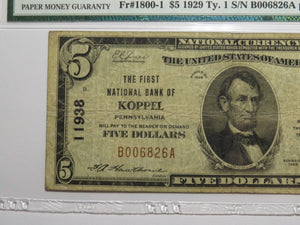 PAPER MONEY GUARANTY
Fr#1800-1 $5 1929 Ty. 1 S/N B006826A
NATIONAL CURRENCY
THE UNITED STATES OF AMERICA
5
THE FIRST
NATIONAL BANK OF
KOPPEL
PENNSYLVANIA
WILL PAY TO THE BEARER ON DEMAND
FIVE DOLLARS
11938
B006826A
LINCOLN
FIVE DOLLARS